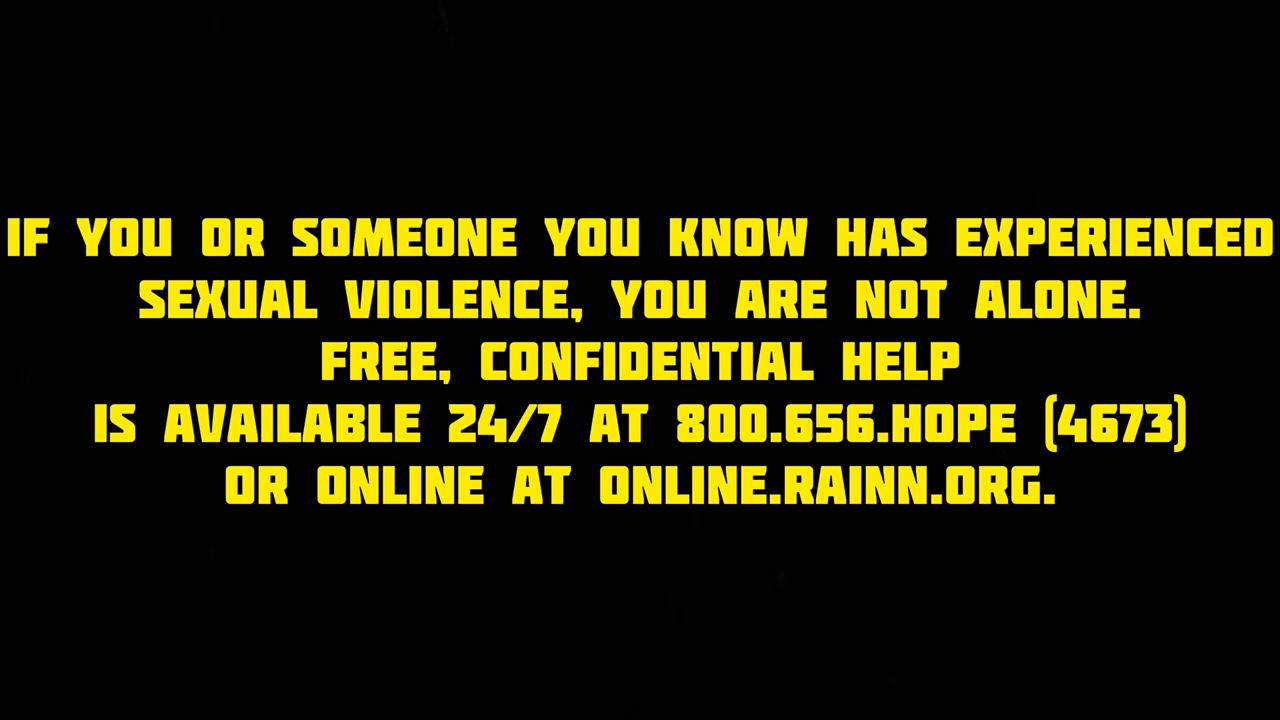 IF YOU OR SOMEONE YOU KNOW HAS EXPERIENCED
SEXUAL VIOLENCE, YOU ARE NOT ALONE.
FREE, CONFIDENTIAL HELP
IS AVAILABLE 24/7 AT 800.656.HOPE (4673)
OR ONLINE AT ONLINE.RAINN.ORG.